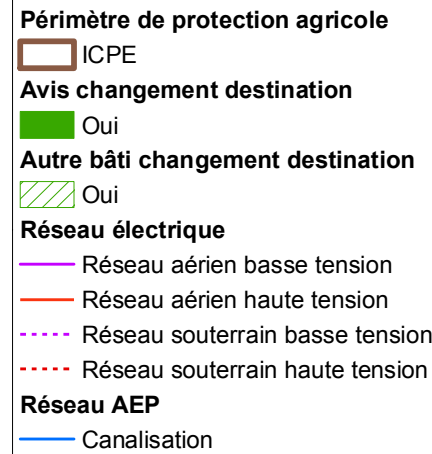 Périmètre de protection agricole
ICPE
Avis changement destination
Oui
Autre bâti changement destination
Oui
Réseau électrique
Réseau aérien basse tension
Réseau aérien haute tension
Réseau souterrain basse tension
Réseau souterrain haute tension
Réseau AEP
Canalisation